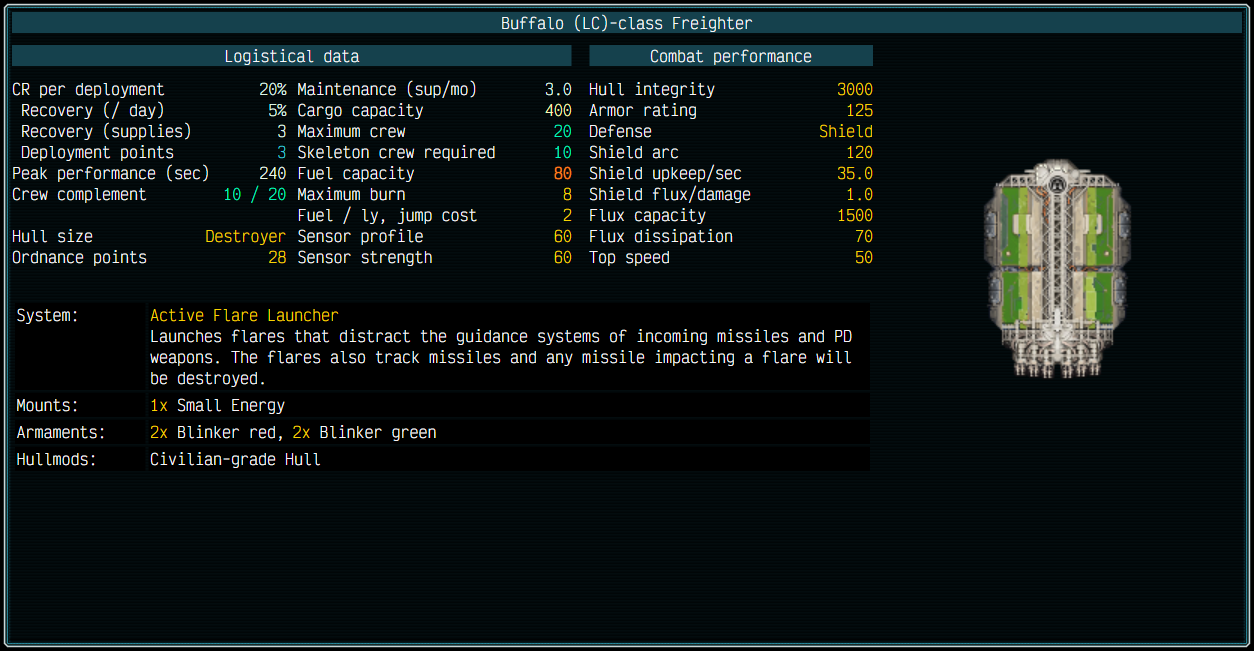 Buffalo (LC)-class Freighter
Logistical data
CR per deployment 20% Maintenance (sup/mo) 3.0
Recovery (/ day) 5% Cargo capacity 400
Recovery (supplies) 3 Maximum crew 20
Deployment points 3 Skeleton crew required 10
Peak performance (sec) 240 Fuel capacity 80
Crew complement 10 / 20 Maximum burn 8
Fuel / ly, jump cost 2
Hull size Destroyer Sensor profile 60
Ordnance points 28 Sensor strength 60
Combat performance
Hull integrity 3000
Armor rating 125
Defense Shield
Shield arc 120
Shield upkeep/sec 35.0
Shield flux/damage 1.0
Flux capacity 1500
Flux dissipation 70
Top speed 50
System: Active Flare Launcher
Launches flares that distract the guidance systems of incoming missiles and PD
weapons. The flares also track missiles and any missile impacting a flare will
be destroyed.
Mounts: 1x Small Energy
Armaments: 2x Blinker red, 2x Blinker green
Hullmods: Civilian-grade Hull